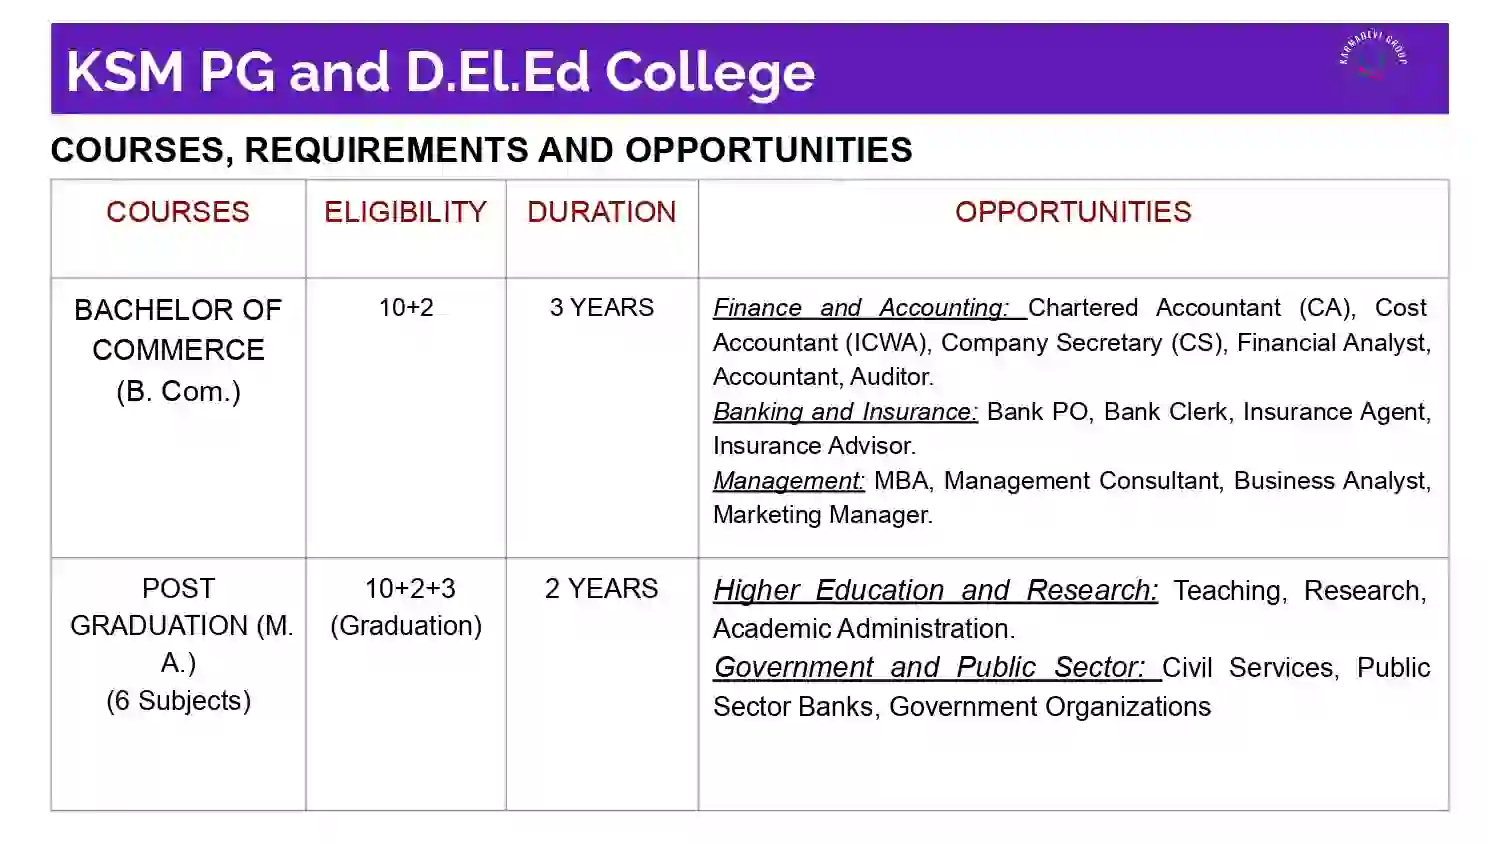 KSM PG and D.El.Ed College
KARMADEVI GROUP
COURSES, REQUIREMENTS AND OPPORTUNITIES
COURSES
ELIGIBILITY
DURATION
OPPORTUNITIES
BACHELOR OF
COMMERCE
(B. Com.)
10+2
3 YEARS
Finance and Accounting: Chartered Accountant (CA), Cost
Accountant (ICWA), Company Secretary (CS), Financial Analyst,
Accountant, Auditor.
Banking and Insurance: Bank PO, Bank Clerk, Insurance Agent,
Insurance Advisor.
Management: MBA, Management Consultant, Business Analyst,
Marketing Manager.
POST
GRADUATION (M.
A.)
(6 Subjects)
10+2+3
(Graduation)
2 YEARS
Higher Education and Research: Teaching, Research,
Academic Administration.
Government and Public Sector: Civil Services, Public
Sector Banks, Government Organizations